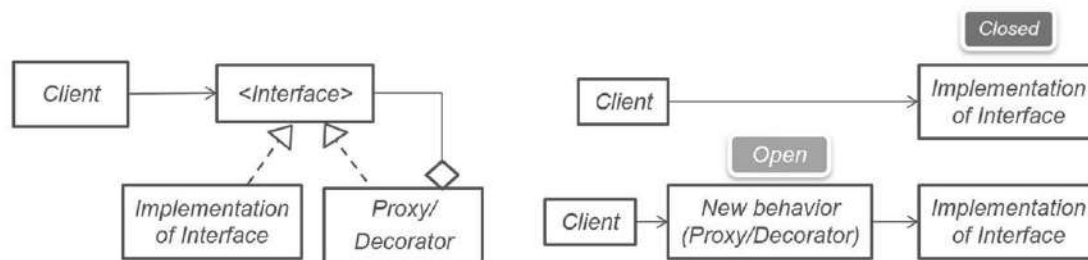 Client
<Interface>
Implementation
of Interface
Proxy/
Decorator
Closed
Client
Implementation
of Interface
Open
Client
New behavior
(Proxy/Decorator)
Implementation
of Interface